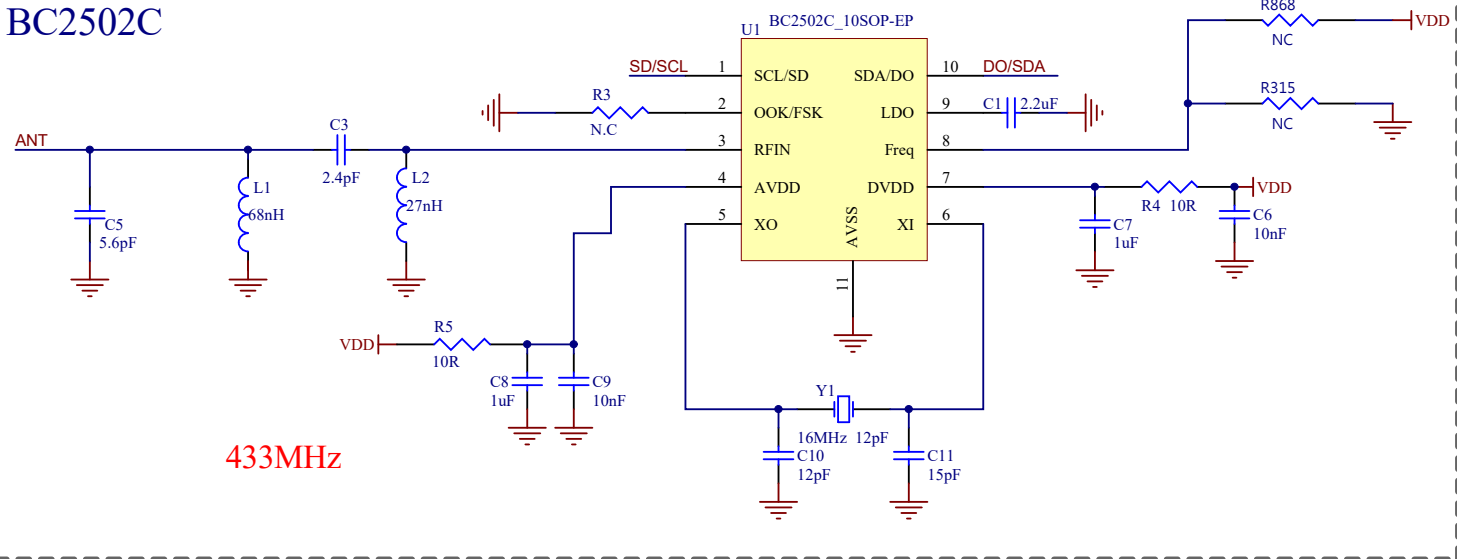 BC2502C
BC2502C_10SOP-EP
U1
R868
NC
VDD
SD/SCL
1
SCL/SD
SDA/DO
10
DO/SDA
R3
N.C
2
OOK/FSK
LDO
9
C1
2.2uF
R315
NC
ANT
C3
2.4pF
3
RFIN
Freq
8
L1
68nH
L2
27nH
4
AVDD
DVDD
7
R4 10R
VDD
C5
5.6pF
5
XO
AVSS
XI
6
C7
1uF
C6
10nF
11
VDD
R5
10R
C8
1uF
C9
10nF
Y1
16MHz 12pF
C10
12pF
C11
15pF
433MHz